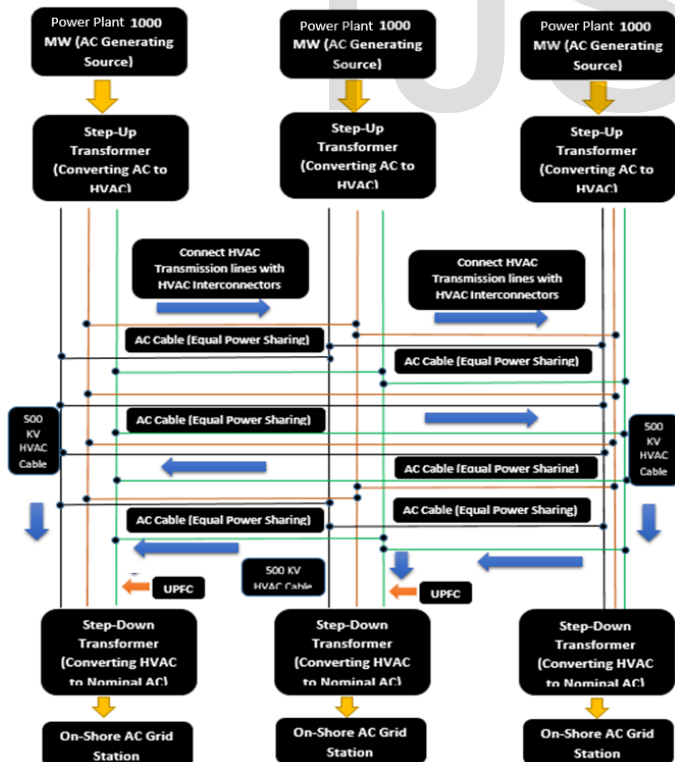 Power Plant 1000
MW (AC Generating
Source)
Power Plant 1000
MW (AC Generating
Source)
Power Plant 1000
MW (AC Generating
Source)
Step-Up
Transformer
(Converting AC to
HVAC)
Step-Up
Transformer
(Converting AC to
HVAC)
Step-Up
Transformer
(Converting AC to
HVAC)
Connect HVAC
Transmission lines with
HVAC Interconnectors
Connect HVAC
Transmission lines with
HVAC Interconnectors
AC Cable (Equal Power Sharing)
AC Cable (Equal Power Sharing)
500
KV
HVAC
Cable
AC Cable (Equal Power Sharing)
500
KV
HVAC
Cable
AC Cable (Equal Power Sharing)
AC Cable (Equal Power Sharing)
AC Cable (Equal Power Sharing)
500 KV
HVAC Cable
UPFC
UPFC
Step-Down
Transformer
(Converting HVAC
to Nominal AC)
Step-Down
Transformer
(Converting HVAC
to Nominal AC)
Step-Down
Transformer
(Converting HVAC
to Nominal AC)
On-Shore AC Grid
Station
On-Shore AC Grid
Station
On-Shore AC Grid
Station